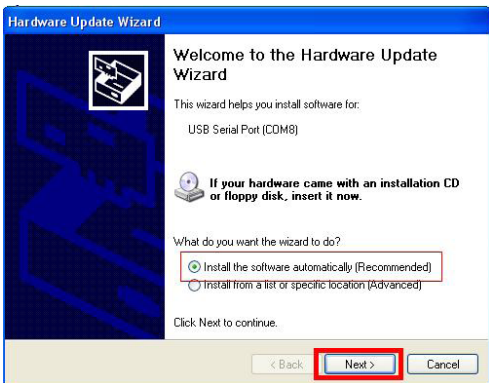 Hardware Update Wizard
Welcome to the Hardware Update
Wizard
This wizard helps you install software for:
USB Serial Port (COM8)
If your hardware came with an installation CD
or floppy disk, insert it now.
What do you want the wizard to do?
Install the software automatically (Recommended)
Install from a list or specific location (Advanced)
Click Next to continue.
< Back Next > Cancel